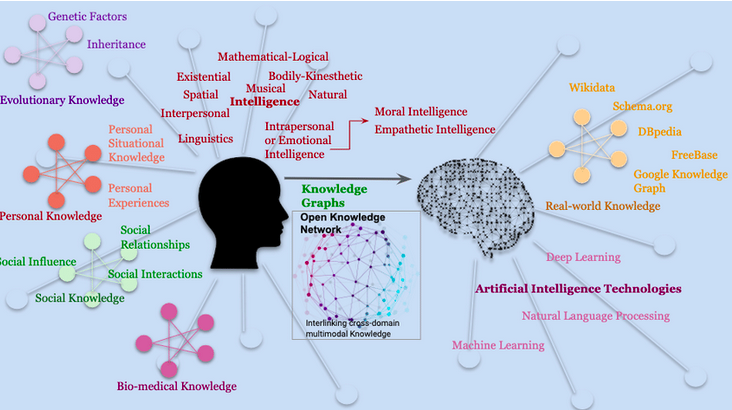 Genetic Factors
Inheritance
Evolutionary Knowledge
Mathematical-Logical
Existential
Bodily-Kinesthetic
Musical
Spatial
Natural
Intelligence
Interpersonal
Linguistics
Intrapersonal
or Emotional
Intelligence
Moral Intelligence
Empathetic Intelligence
Wikidata
Schema.org
DBpedia
FreeBase
Google Knowledge
Graph
Real-world Knowledge
Personal
Situational
Knowledge
Personal
Experiences
Personal Knowledge
Knowledge
Graphs
Open Knowledge
Network
Interlinking cross-domain
multimodal Knowledge
Social
Relationships
Social Influence
Social Interactions
Social Knowledge
Bio-medical Knowledge
Deep Learning
Artificial Intelligence Technologies
Natural Language Processing
Machine Learning